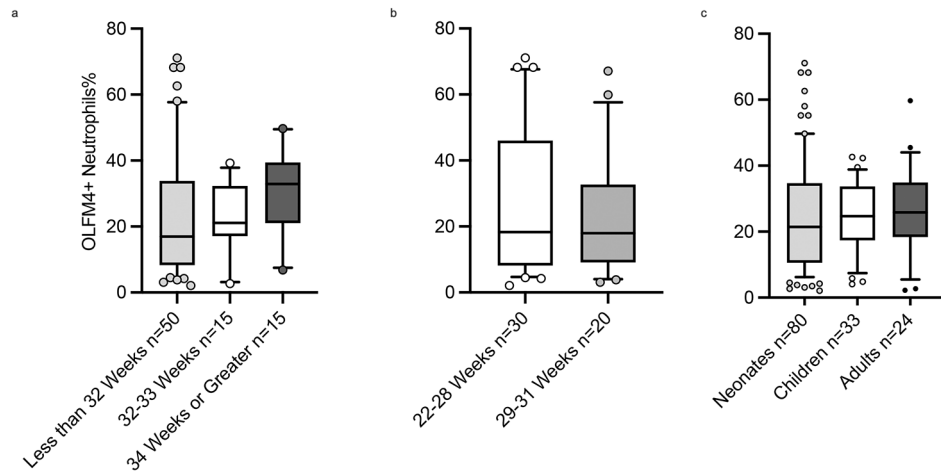 a
b
c
OLFM4+ Neutrophils%
80
60
40
20
0
Less than 32 Weeks n=50
32-33 Weeks n=15
34 Weeks or Greater n=15
80
60
40
20
0
22-28 Weeks n=30
29-31 Weeks n=20
80
60
40
20
0
Neonates n=80
Children n=33
Adults n=24